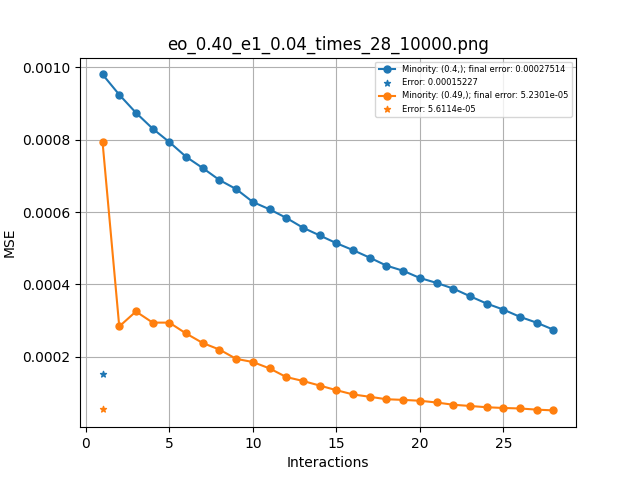 eo_0.40_e1_0.04_times_28_10000.png
Minority: (0.4,); final error: 0.00027514
Error: 0.00015227
Minority: (0.49,); final error: 5.2301e-05
Error: 5.6114e-05
0.0010
0.0008
0.0006
0.0004
0.0002
MSE
0 5 10 15 20 25
Interactions